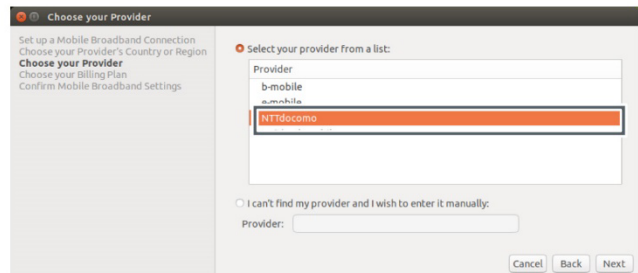 Choose your Provider
Set up a Mobile Broadband Connection
Choose your Provider's Country or Region
Choose your Provider
Choose your Billing Plan
Confirm Mobile Broadband Settings
Select your provider from a list:
Provider
b-mobile
e-mobile
NTTdocomo
I can't find my provider and I wish to enter it manually:
Provider:
Cancel Back Next